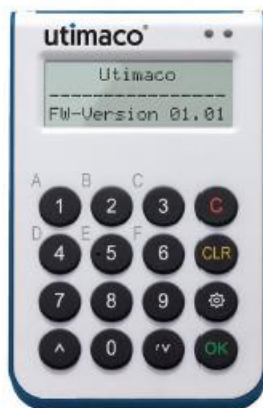 utimaco®
Utimaco
--------------------
FW-Version 01.01
A B C
1 2 3 C
D E F
4 5 6 CLR
7 8 9
0
OK